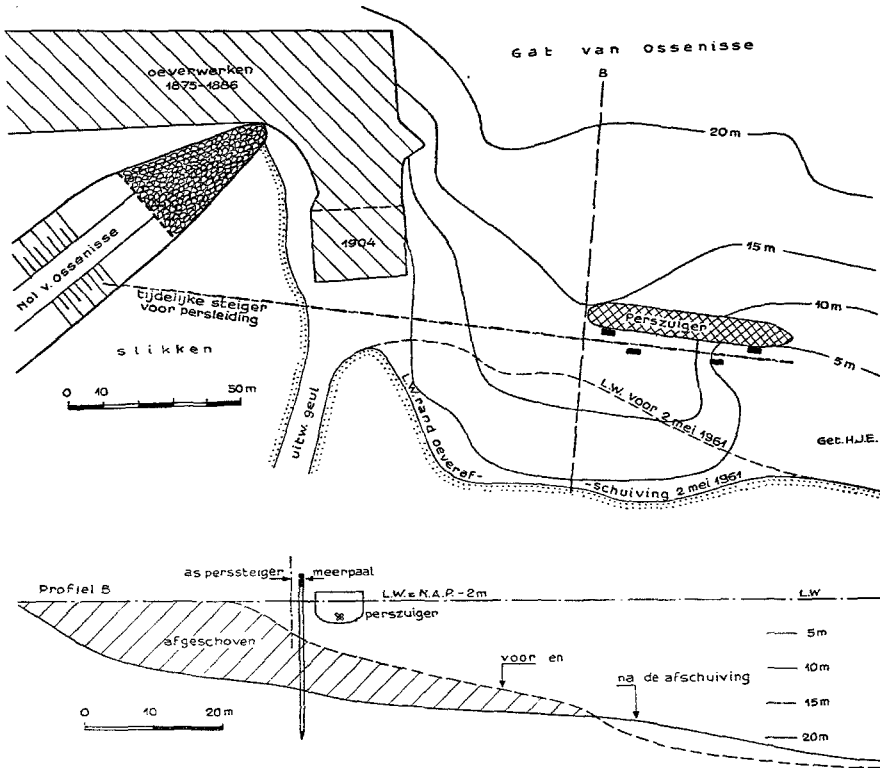 Gat van Ossenisse
B
oeverwerken
1875-1886
20m
1904
15m
Nol v. Ossenisse
tijdelijke steiger
voor persleiding
10m
Perszuiger
5m
slikken
0 10 50m
uitw. geul
L.W. voor 2 mei 1961
L.W. rand oeveraf-
-schuiving 2 mei 1961
Get. H.J.E.
as perssteiger
meerpaal
Profiel B
L.W. = N.A.P. - 2m
L.W
perszuiger
afgeschoven
5m
voor en
10m
na de afschuiving
15m
0 10 20m
20m